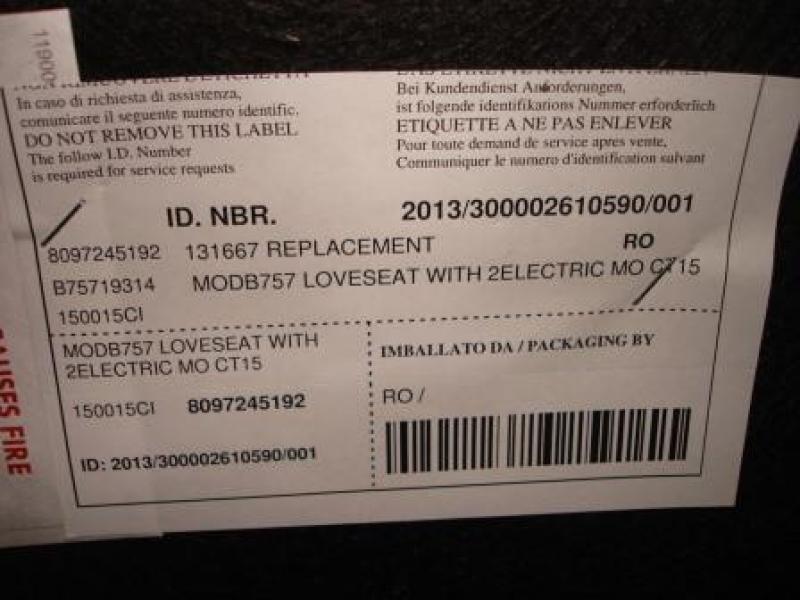 11900
In caso di richiesta di assistenza,
comunicare il seguente numero identific.
DO NOT REMOVE THIS LABEL
The follow I.D. Number
is required for service requests
Bei Kundendienst Anforderungen,
ist folgende identifikations Nummer erforderlich
ETIQUETTE A NE PAS ENLEVER
Pour toute demand de service apres vente,
Communiquer le numero d'identification suivant
ID. NBR. 2013/300002610590/001
8097245192 131667 REPLACEMENT RO
B75719314 MODB757 LOVESEAT WITH 2ELECTRIC MO CT15
150015CI
MODB757 LOVESEAT WITH
2ELECTRIC MO CT15
150015CI 8097245192
ID: 2013/300002610590/001
IMBALLATO DA / PACKAGING BY
RO /
FIRE